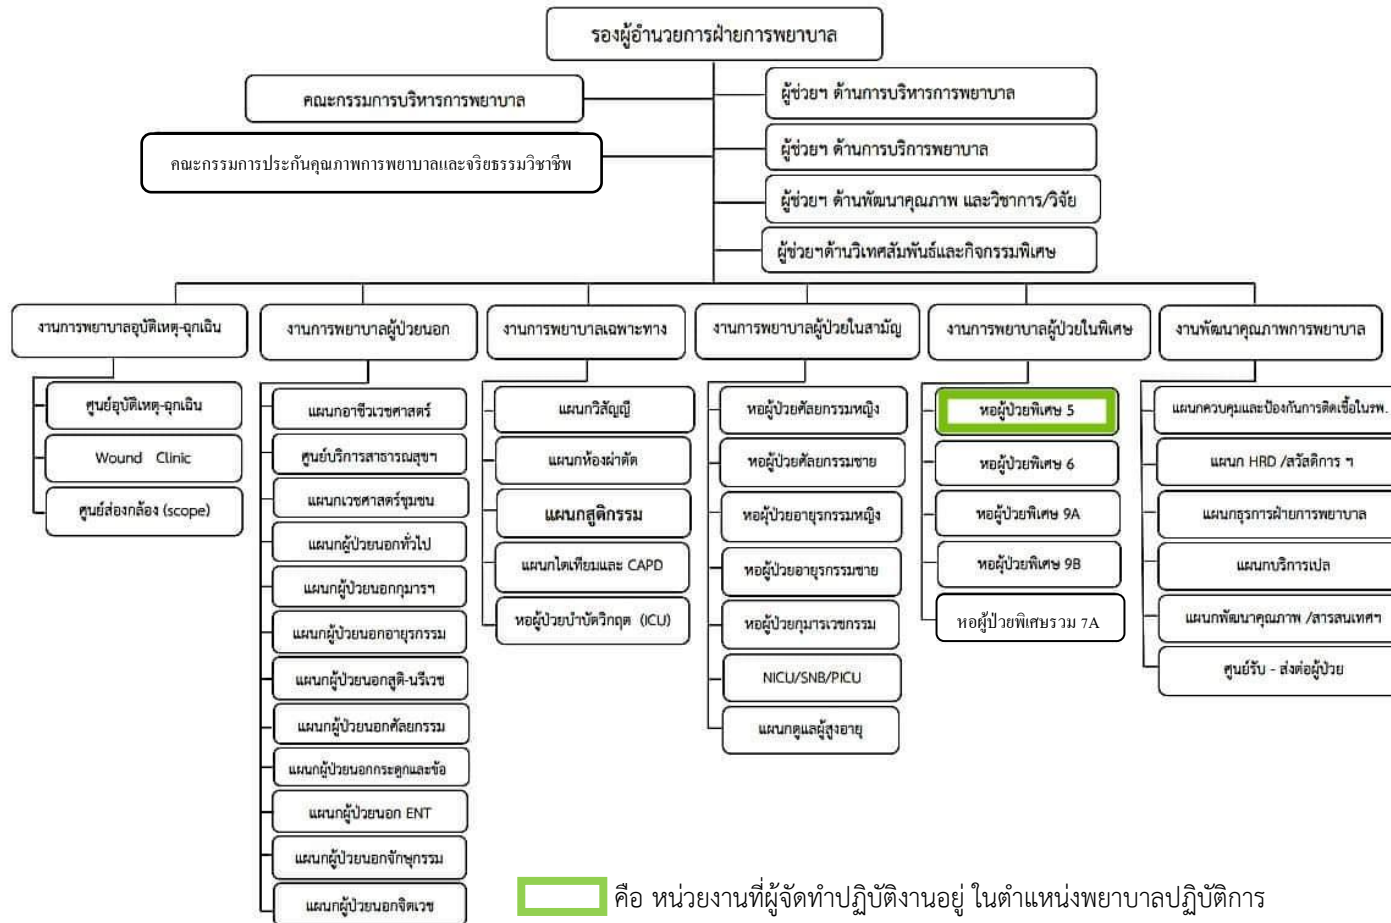 รองผู้อำนวยการฝ่ายการพยาบาล
คณะกรรมการบริหารการพยาบาล
คณะกรรมการประกันคุณภาพการพยาบาลและจริยธรรมวิชาชีพ
ผู้ช่วยฯ ด้านการบริหารการพยาบาล
ผู้ช่วยฯ ด้านการบริการพยาบาล
ผู้ช่วยฯ ด้านพัฒนาคุณภาพ และวิชาการ/วิจัย
ผู้ช่วยฯด้านวิเทศสัมพันธ์และกิจกรรมพิเศษ
งานการพยาบาลอุบัติเหตุ-ฉุกเฉิน
ศูนย์อุบัติเหตุ-ฉุกเฉิน
Wound Clinic
ศูนย์ส่องกล้อง (scope)
งานการพยาบาลผู้ป่วยนอก
แผนกอาชีวเวชศาสตร์
ศูนย์บริการสาธารณสุขฯ
แผนกเวชศาสตร์ชุมชน
แผนกผู้ป่วยนอกทั่วไป
แผนกผู้ป่วยนอกกุมารฯ
แผนกผู้ป่วยนอกอายุรกรรม
แผนกผู้ป่วยนอกสูติ-นรีเวช
แผนกผู้ป่วยนอกศัลยกรรม
แผนกผู้ป่วยนอกกระดูกและข้อ
แผนกผู้ป่วยนอก ENT
แผนกผู้ป่วยนอกจักษุกรรม
แผนกผู้ป่วยนอกจิตเวช
งานการพยาบาลเฉพาะทาง
แผนกวิสัญญี
แผนกห้องผ่าตัด
แผนกสูติกรรม
แผนกไตเทียมและ CAPD
หอผู้ป่วยบำบัดวิกฤต (ICU)
งานการพยาบาลผู้ป่วยในสามัญ
หอผู้ป่วยศัลยกรรมหญิง
หอผู้ป่วยศัลยกรรมชาย
หอผู้ป่วยอายุรกรรมหญิง
หอผู้ป่วยอายุรกรรมชาย
หอผู้ป่วยกุมารเวชกรรม
NICU/SNB/PICU
แผนกดูแลผู้สูงอายุ
งานการพยาบาลผู้ป่วยในพิเศษ
หอผู้ป่วยพิเศษ 5
หอผู้ป่วยพิเศษ 6
หอผู้ป่วยพิเศษ 9A
หอผู้ป่วยพิเศษ 9B
หอผู้ป่วยพิเศษรวม 7A
งานพัฒนาคุณภาพการพยาบาล
แผนกควบคุมและป้องกันการติดเชื้อในรพ.
แผนก HRD /สวัสดิการ ฯ
แผนกธุรการฝ่ายการพยาบาล
แผนกบริการเปล
แผนกพัฒนาคุณภาพ /สารสนเทศฯ
ศูนย์รับ - ส่งต่อผู้ป่วย
คือ หน่วยงานที่ผู้จัดทำปฏิบัติงานอยู่ ในตำแหน่งพยาบาลปฏิบัติการ